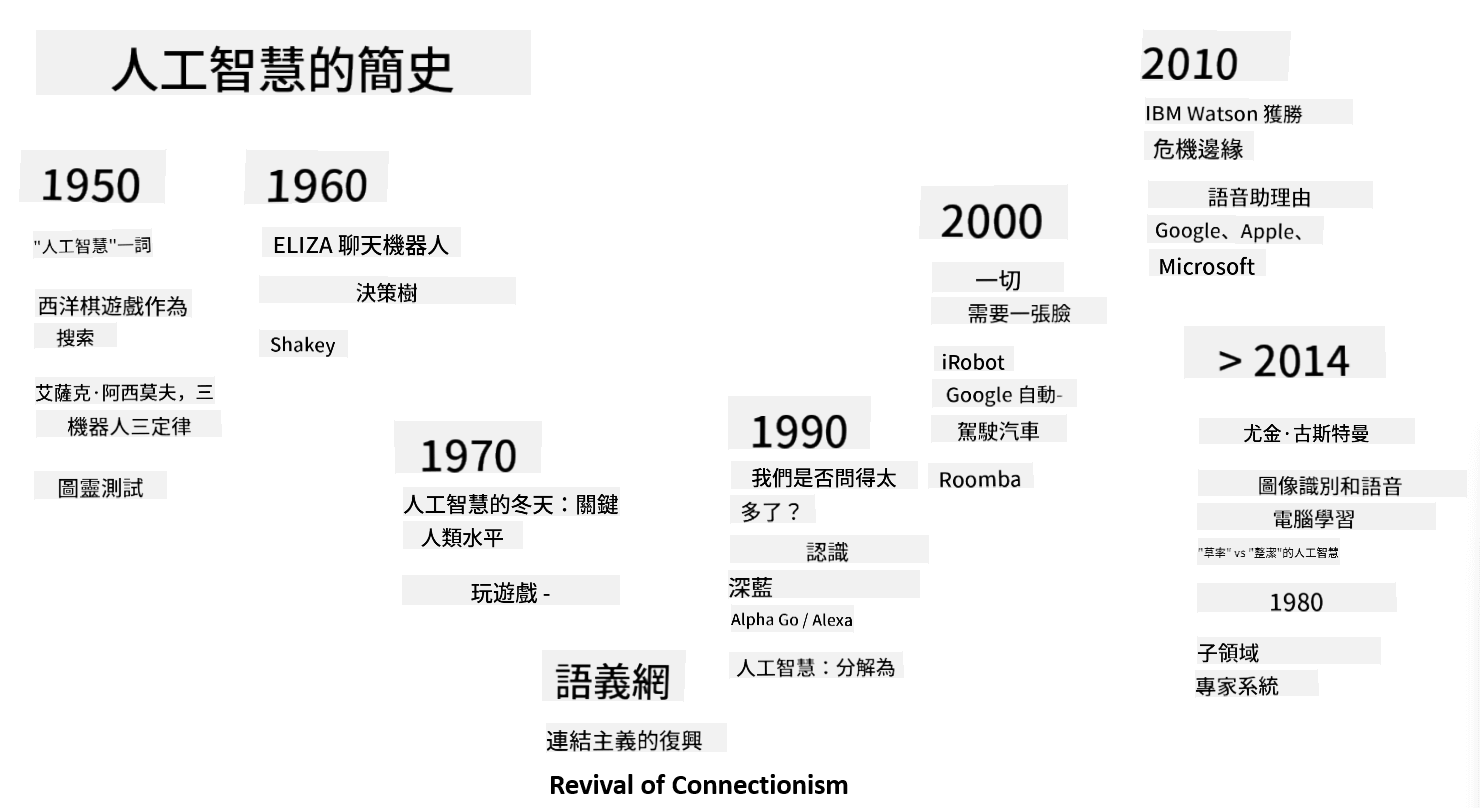 人工智慧的簡史
1950
"人工智慧"一詞
西洋棋遊戲作為
搜索
艾薩克·阿西莫夫，三
機器人三定律
圖靈測試
1960
ELIZA 聊天機器人
決策樹
Shakey
1970
人工智慧的冬天：關鍵
人類水平
玩遊戲 -
語義網
連結主義的復興
Revival of Connectionism
1990
我們是否問得太
多了？
認識
深藍
Alpha Go / Alexa
人工智慧：分解為
2000
一切
需要一張臉
iRobot
Google 自動-
駕駛汽車
Roomba
2010
IBM Watson 獲勝
危機邊緣
語音助理由
Google、Apple、
Microsoft
> 2014
尤金·古斯特曼
圖像識別和語音
電腦學習
"草率" vs "整潔"的人工智慧
1980
子領域
專家系統